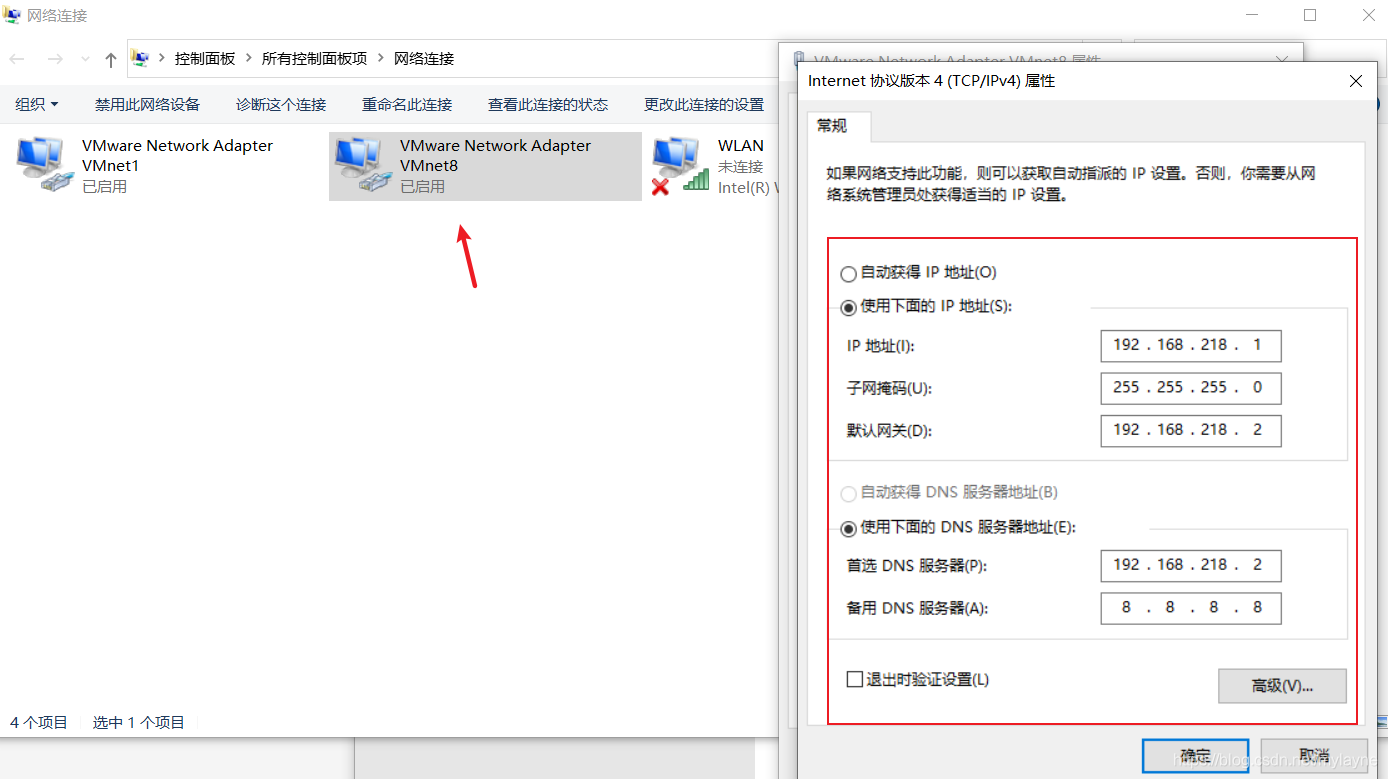 网络连接
控制面板 > 所有控制面板项 > 网络连接
组织 禁用此网络设备 诊断这个连接 重命名此连接 查看此连接的状态 更改此连接的设置
VMware Network Adapter
VMnet1
已启用
VMware Network Adapter
VMnet8
已启用
WLAN
未连接
Intel(R)
4 个项目 选中 1 个项目
VMware Network Adapter VMnet8 属性
Internet 协议版本 4 (TCP/IPv4) 属性
常规
如果网络支持此功能，则可以获取自动指派的 IP 设置。否则，你需要从网
络系统管理员处获得适当的 IP 设置。
自动获得 IP 地址(O)
使用下面的 IP 地址(S):
IP 地址(I): 192 . 168 . 218 . 1
子网掩码(U): 255 . 255 . 255 . 0
默认网关(D): 192 . 168 . 218 . 2
自动获得 DNS 服务器地址(B)
使用下面的 DNS 服务器地址(E):
首选 DNS 服务器(P): 192 . 168 . 218 . 2
备用 DNS 服务器(A): 8 . 8 . 8 . 8
退出时验证设置(L)
高级(V)...
确定 取消